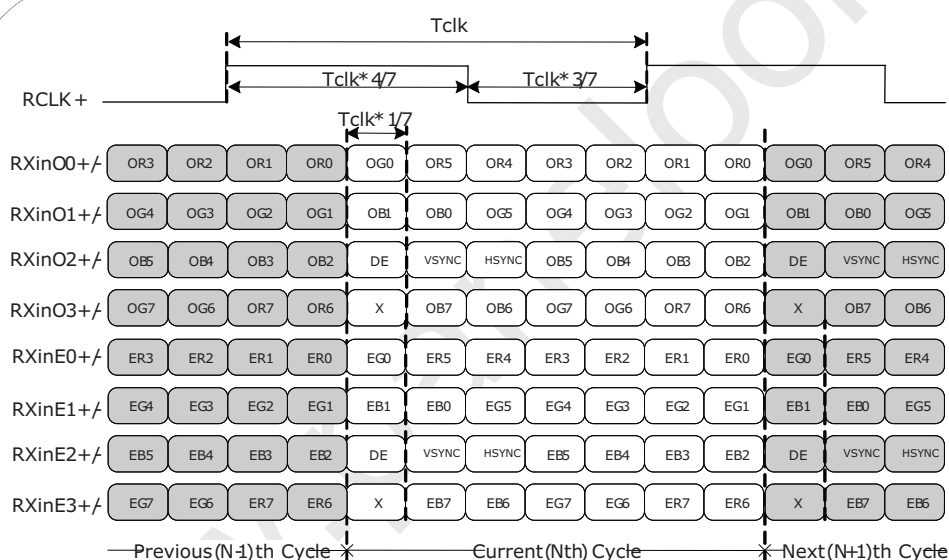 Tclk
Tclk*4/7 Tclk*3/7
RCLK+
Tclk*1/7
RXinO0+/- OR3 OR2 OR1 OR0 OG0 OR5 OR4 OR3 OR2 OR1 OR0 OG0 OR5 OR4
RXinO1+/- OG4 OG3 OG2 OG1 OB1 OB0 OG5 OG4 OG3 OG2 OG1 OB1 OB0 OG5
RXinO2+/- OB5 OB4 OB3 OB2 DE VSYNC HSYNC OB5 OB4 OB3 OB2 DE VSYNC HSYNC
RXinO3+/- OG7 OG6 OR7 OR6 X OB7 OB6 OG7 OG6 OR7 OR6 X OB7 OB6
RXinE0+/- ER3 ER2 ER1 ER0 EG0 ER5 ER4 ER3 ER2 ER1 ER0 EG0 ER5 ER4
RXinE1+/- EG4 EG3 EG2 EG1 EB1 EB0 EG5 EG4 EG3 EG2 EG1 EB1 EB0 EG5
RXinE2+/- EB5 EB4 EB3 EB2 DE VSYNC HSYNC EB5 EB4 EB3 EB2 DE VSYNC HSYNC
RXinE3+/- EG7 EG6 ER7 ER6 X EB7 EB6 EG7 EG6 ER7 ER6 X EB7 EB6
Previous(N-1)th Cycle Current(Nth) Cycle Next(N+1)th Cycle